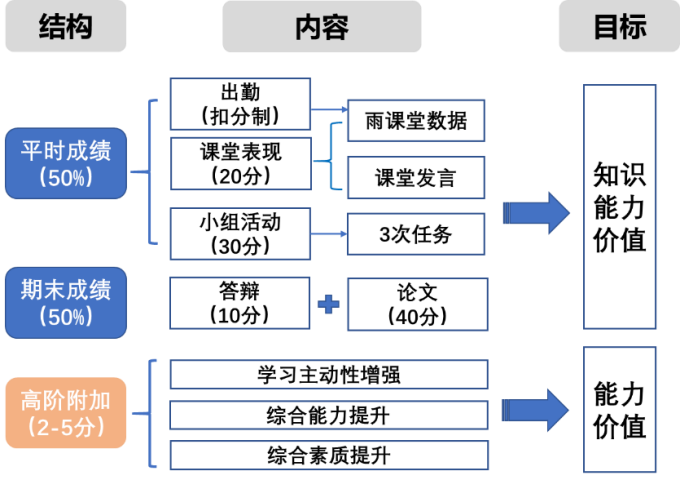 结构
内容
目标
平时成绩
(50%)
出勤
(扣分制)
课堂表现
(20分)
小组活动
(30分)
雨课堂数据
课堂发言
3次任务
知识
能力
价值
期末成绩
(50%)
答辩
(10分)
论文
(40分)
高阶附加
(2-5分)
学习主动性增强
综合能力提升
综合素质提升
能力
价值